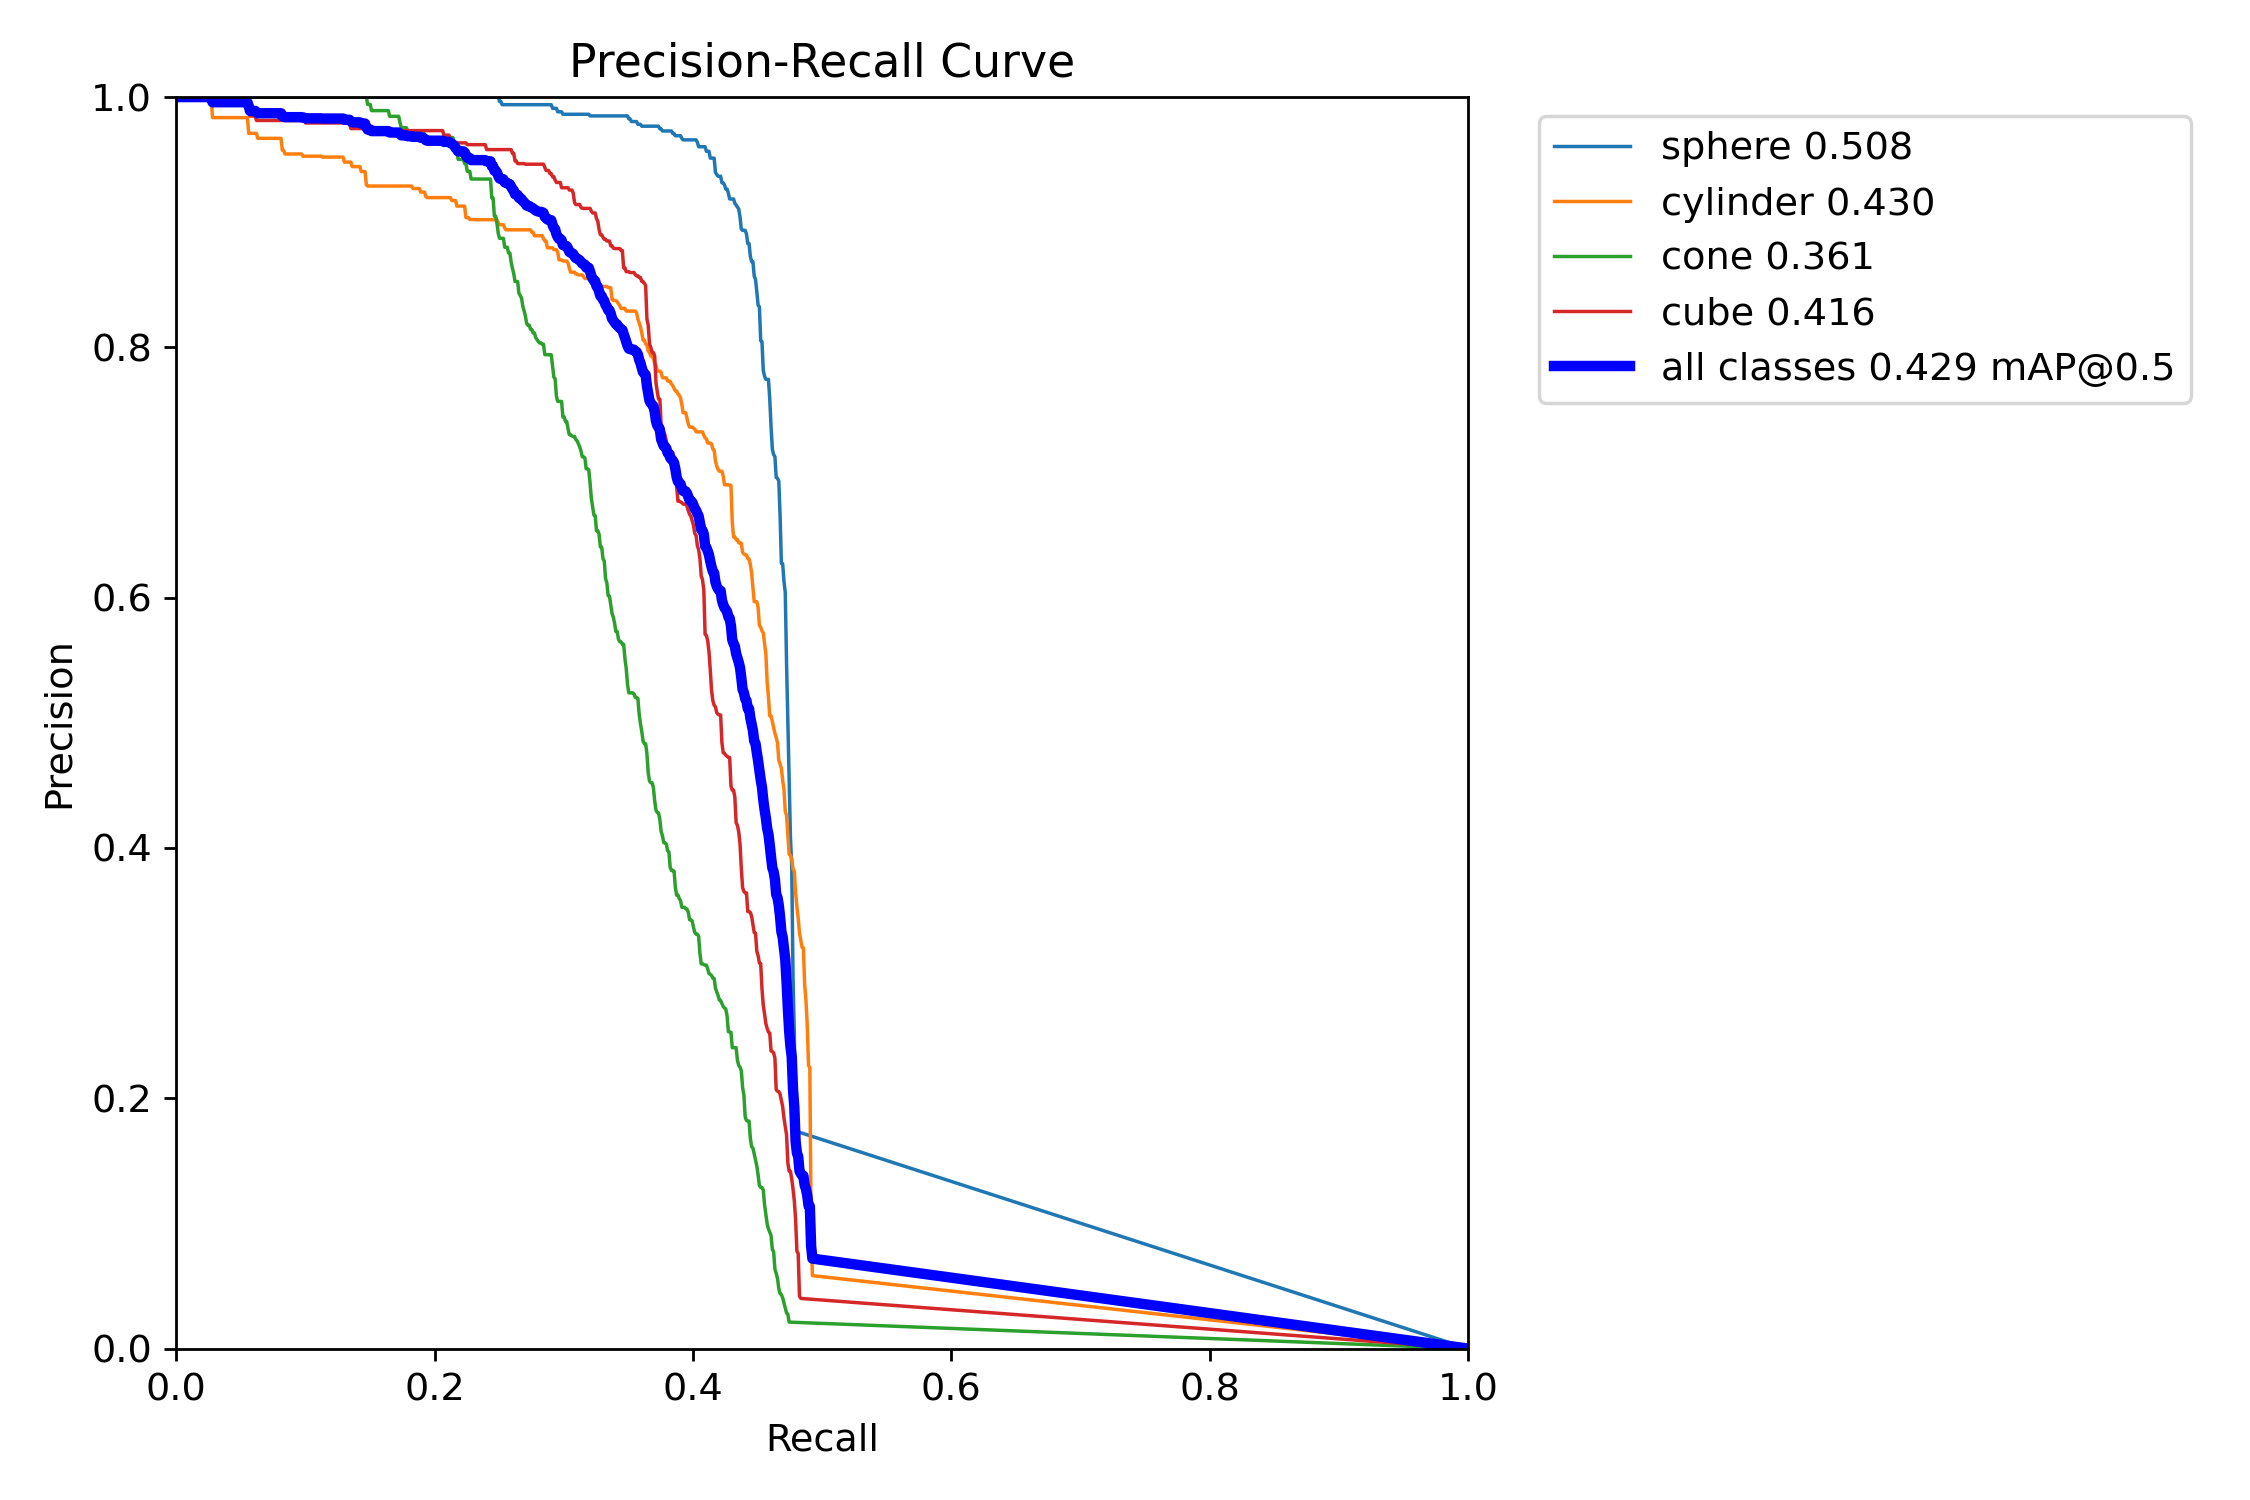 Precision-Recall Curve
1.0
0.8
0.6
0.4
0.2
0.0
Precision
0.0 0.2 0.4 0.6 0.8 1.0
Recall
sphere 0.508
cylinder 0.430
cone 0.361
cube 0.416
all classes 0.429 mAP@0.5